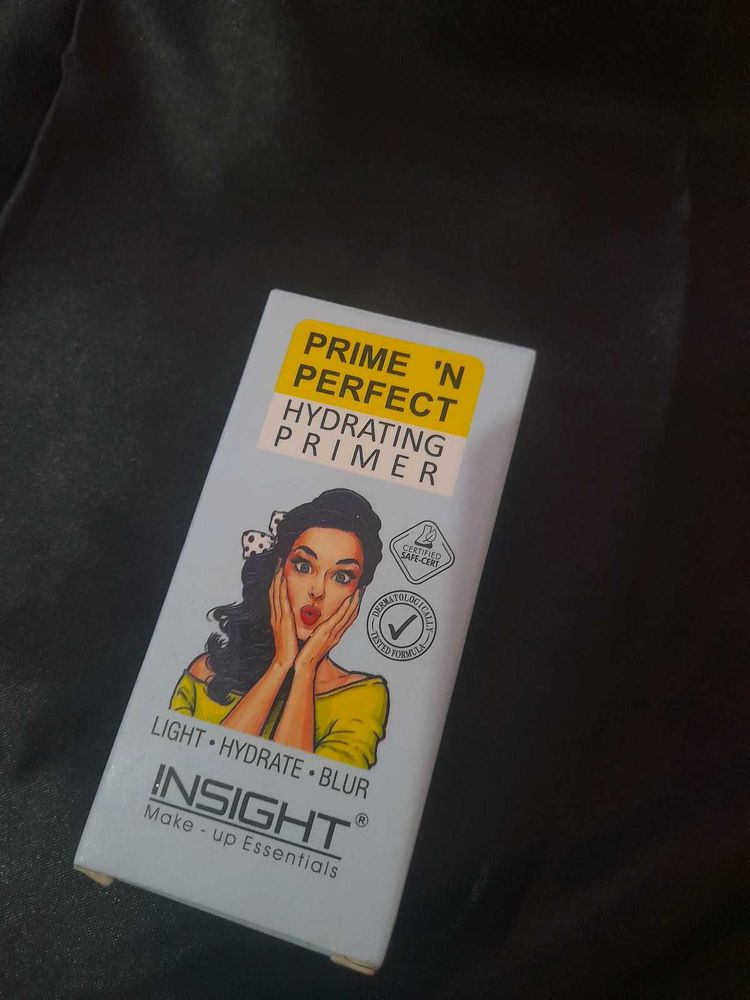 PRIME 'N
PERFECT
HYDRATING
PRIMER
CERTIFIED
SAFE-CERT
DERMATOLOGICALLY
TESTED FORMULA
LIGHT • HYDRATE • BLUR
INSIGHT®
Make - up Essentials